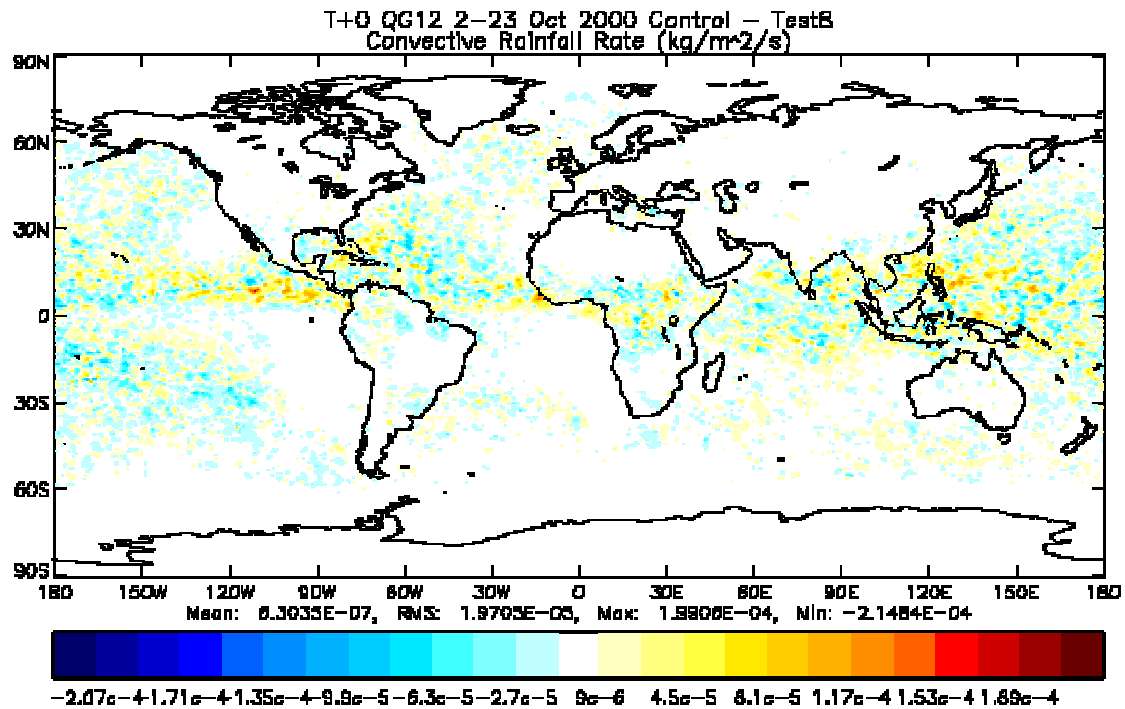 T+0 QG12 2-23 Oct 2000 Control - Test8
Convective Rainfall Rate (kg/m^2/s)
90N
60N
30N
0
30S
60S
90S
180 150W 120W 90W 60W 30W 0 30E 60E 90E 120E 150E 180
Mean: 6.3035E-07, RMS: 1.9705E-05, Max: 1.9906E-04, Min: -2.1484E-04
-2.07e-4 -1.71e-4 -1.35e-4 -9.9e-5 -6.3e-5 -2.7e-5 9e-6 4.5e-5 8.1e-5 1.17e-4 1.53e-4 1.89e-4